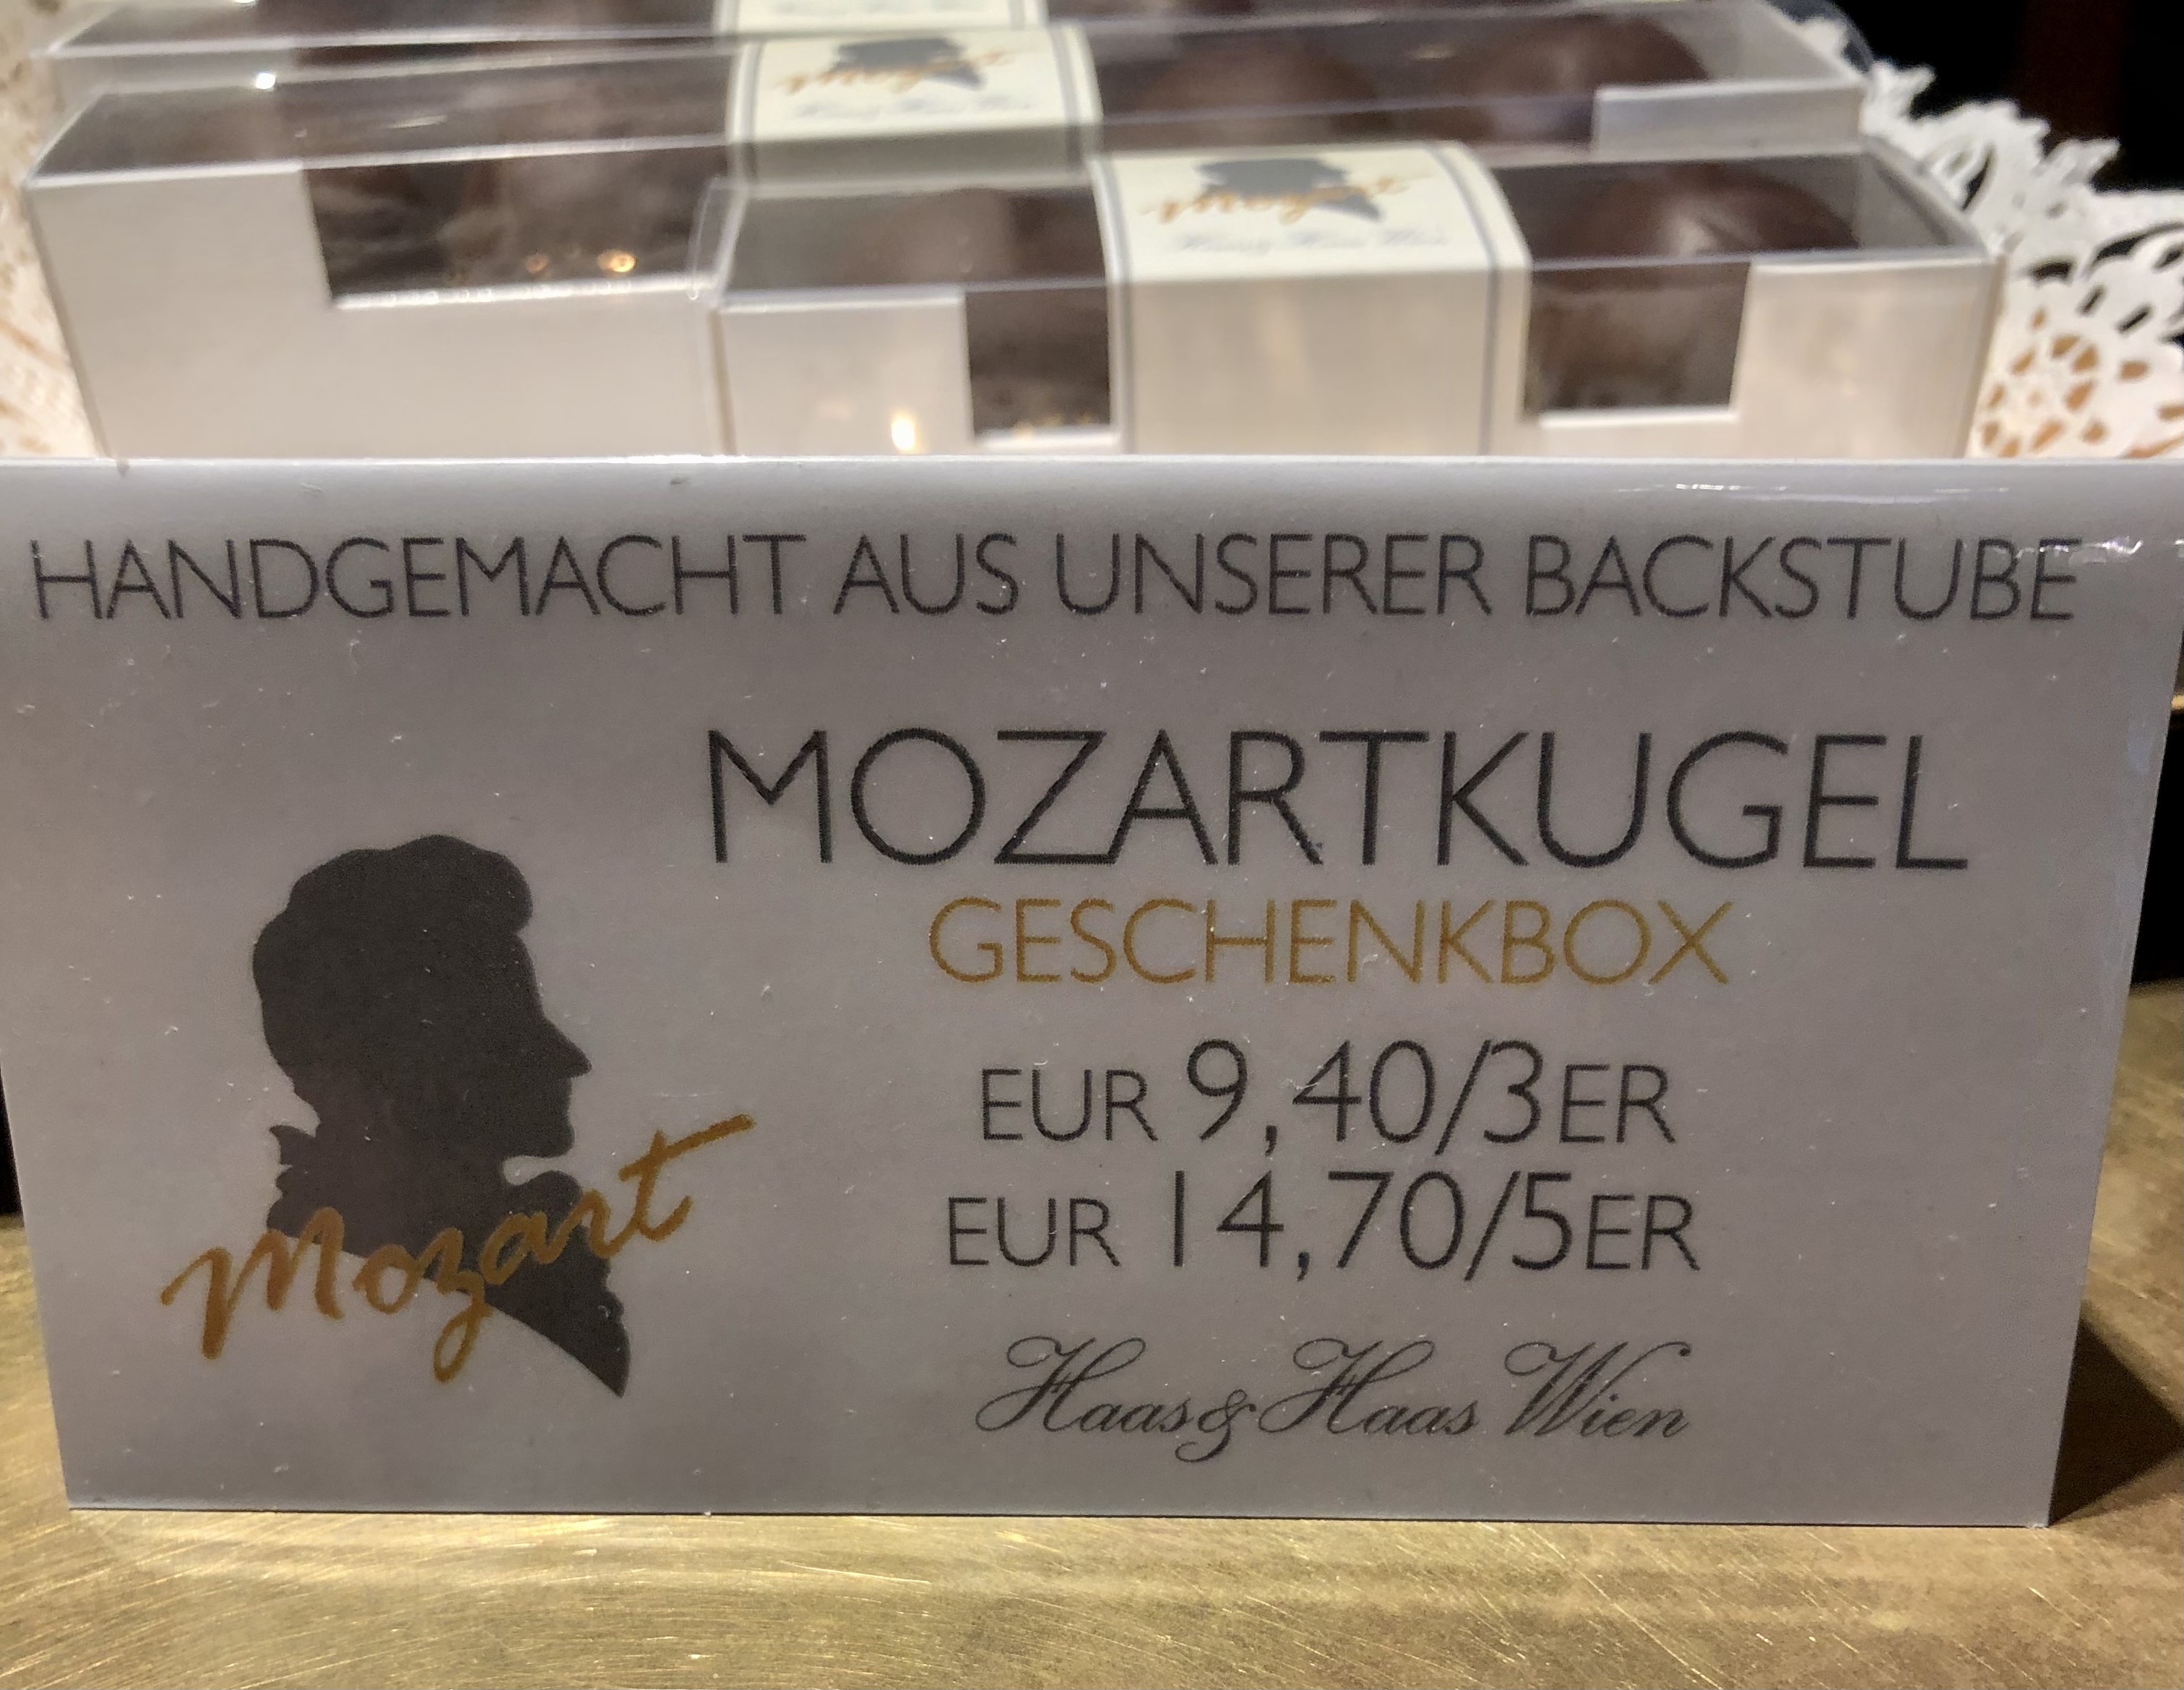 HANDGEMACHT AUS UNSERER BACKSTUBE
MOZARTKUGEL
GESCHENKBOX
EUR 9,40/3ER
EUR 14,70/5ER
Mozart
Haas&Haas Wien